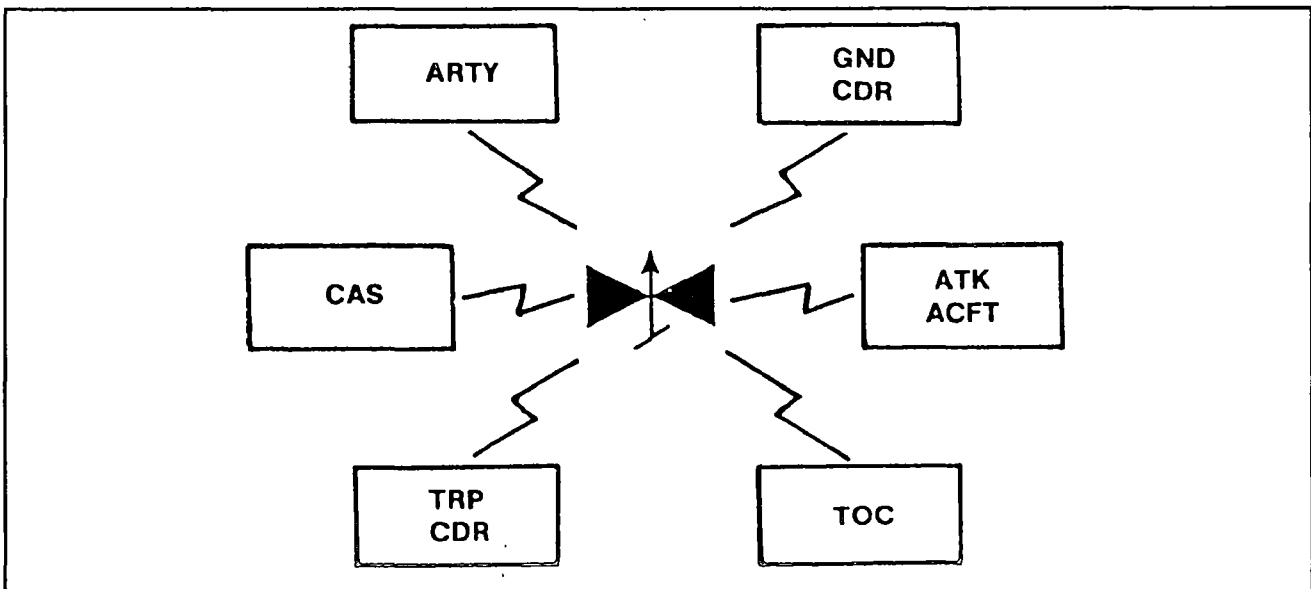 ARTY
GND
CDR
CAS
ATK
ACFT
TRP
CDR
TOC